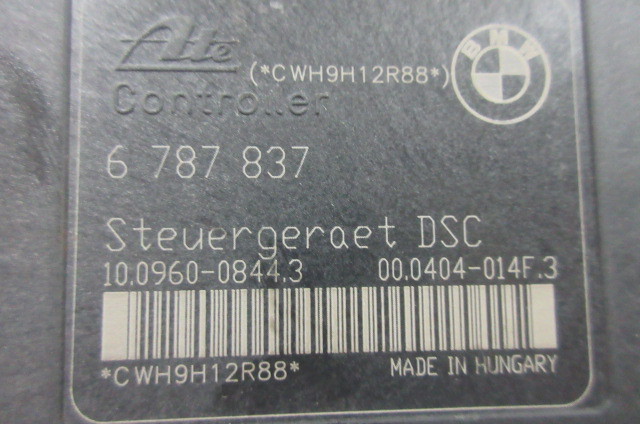 Ate
(*CWH9H12R88*)
BMW
Controller
6 787 837
Steuergeraet DSC
10.0960-0844.3 00.0404-014F.3
*CWH9H12R88*
MADE IN HUNGARY